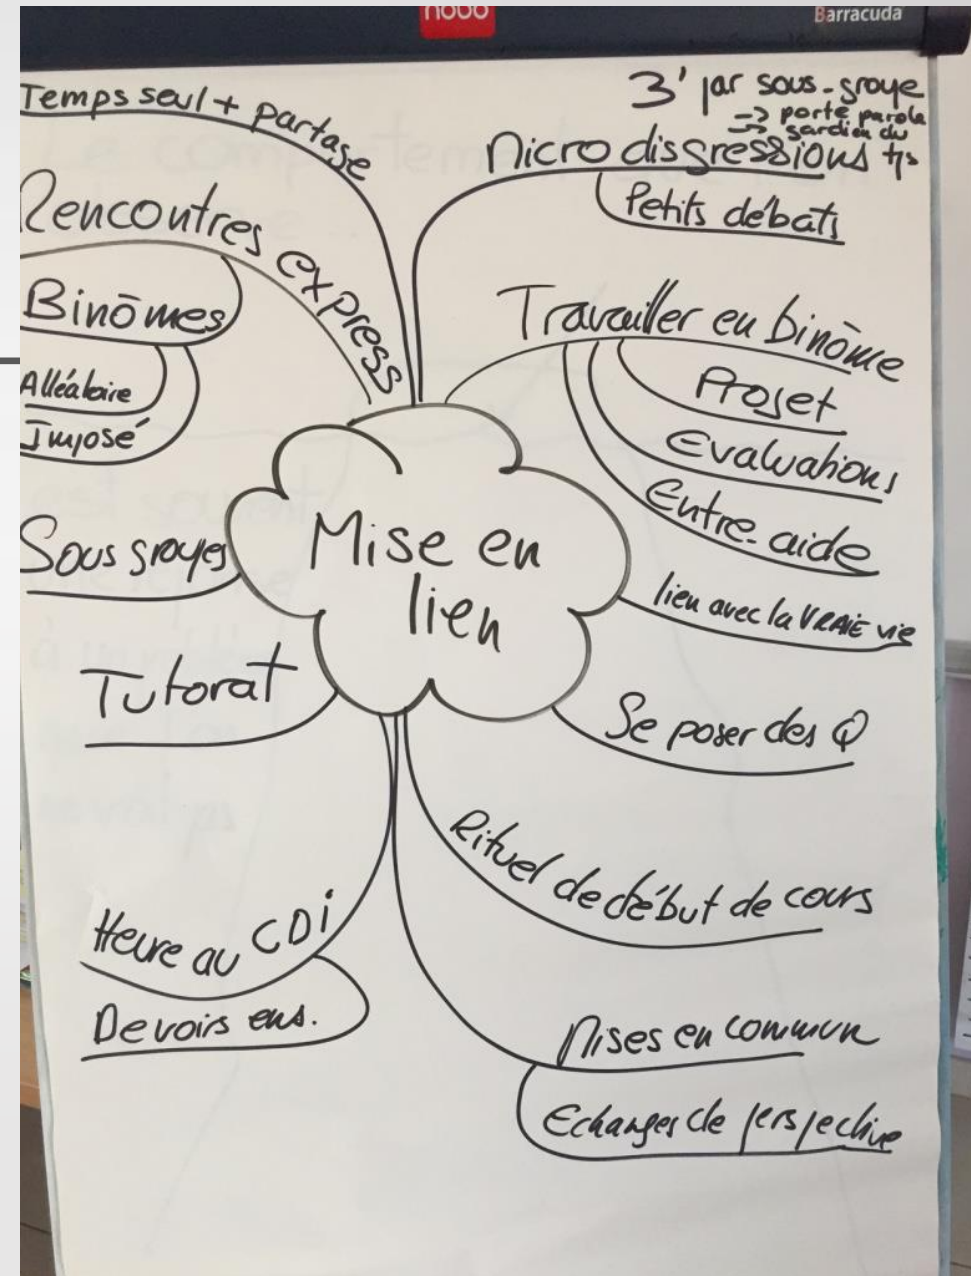 nobo
Barracuda
Temps seul + partage
3' par sous-groupe
-> porte parole
-> gardien du tps
Micro disgressions
Petits débats
Rencontres express
Binômes
Alléatoire
Imposé
Travailler en binôme
Projet
Evaluations
Entre-aide
Sous groupes
Mise en
lien
lien avec la VRAIE vie
Tutorat
Se poser des Q
Rituel de début de cours
Heure au CDI
Devoirs ens.
Mises en commun
Echanger de perspective